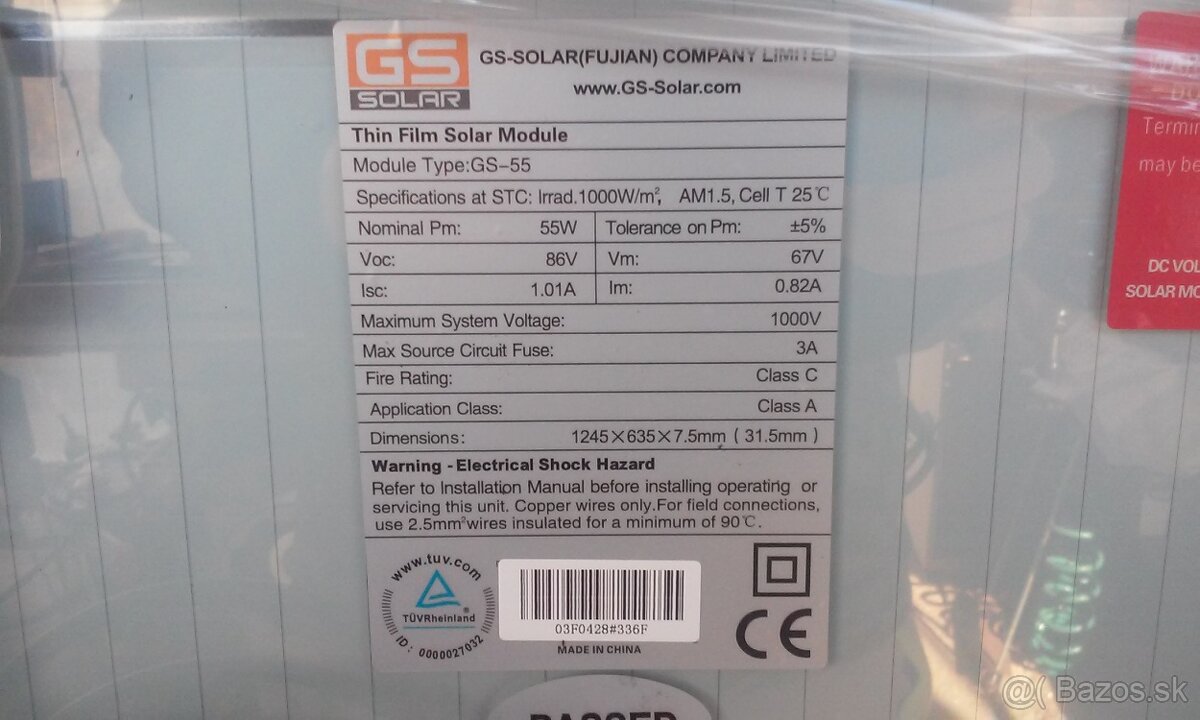 GS
SOLAR
GS-SOLAR(FUJIAN) COMPANY LIMITED
www.GS-Solar.com
Thin Film Solar Module
Module Type:GS-55
Specifications at STC: Irrad.1000W/m², AM1.5, Cell T 25℃
Nominal Pm: 55W Tolerance on Pm: ±5%
Voc: 86V Vm: 67V
Isc: 1.01A Im: 0.82A
Maximum System Voltage: 1000V
Max Source Circuit Fuse: 3A
Fire Rating: Class C
Application Class: Class A
Dimensions: 1245×635×7.5mm ( 31.5mm )
Warning - Electrical Shock Hazard
Refer to Installation Manual before installing operating or
servicing this unit. Copper wires only.For field connections,
use 2.5mm²wires insulated for a minimum of 90℃.
www.tuv.com
TÜVRheinland®
ID: 0000027032
03F0428#336F
MADE IN CHINA
CE
may be
DC
SOLAR
Bazos.sk